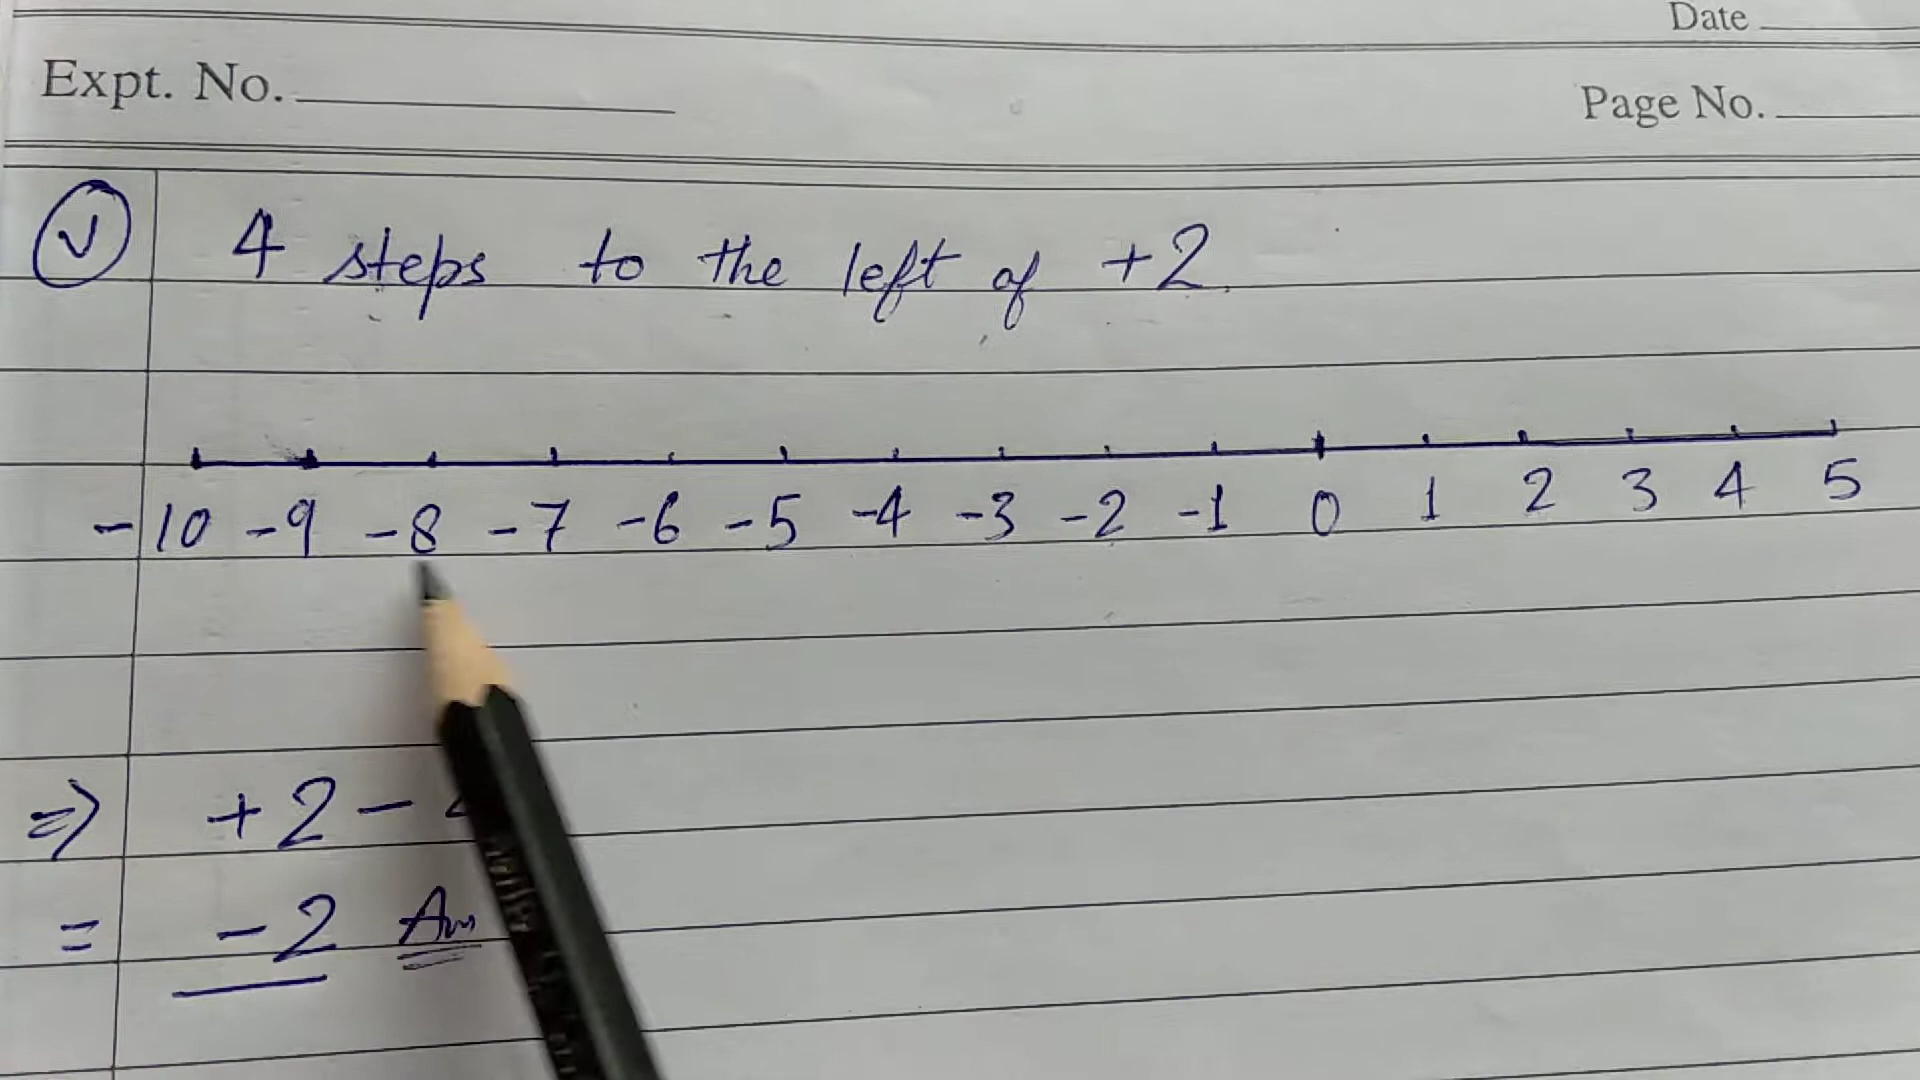 Date
Expt. No.
Page No.
v 4 steps to the left of +2.
-10 -9 -8 -7 -6 -5 -4 -3 -2 -1 0 1 2 3 4 5
=> +2 -
= -2 Ans